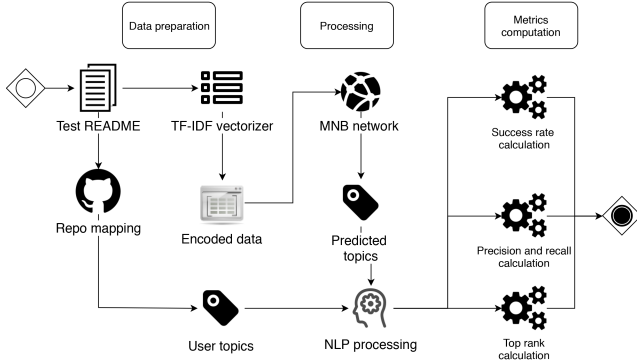 Data preparation
Processing
Metrics
computation
Test README
TF-IDF vectorizer
MNB network
Success rate
calculation
Repo mapping
Encoded data
Predicted
topics
Precision and recall
calculation
User topics
NLP processing
Top rank
calculation